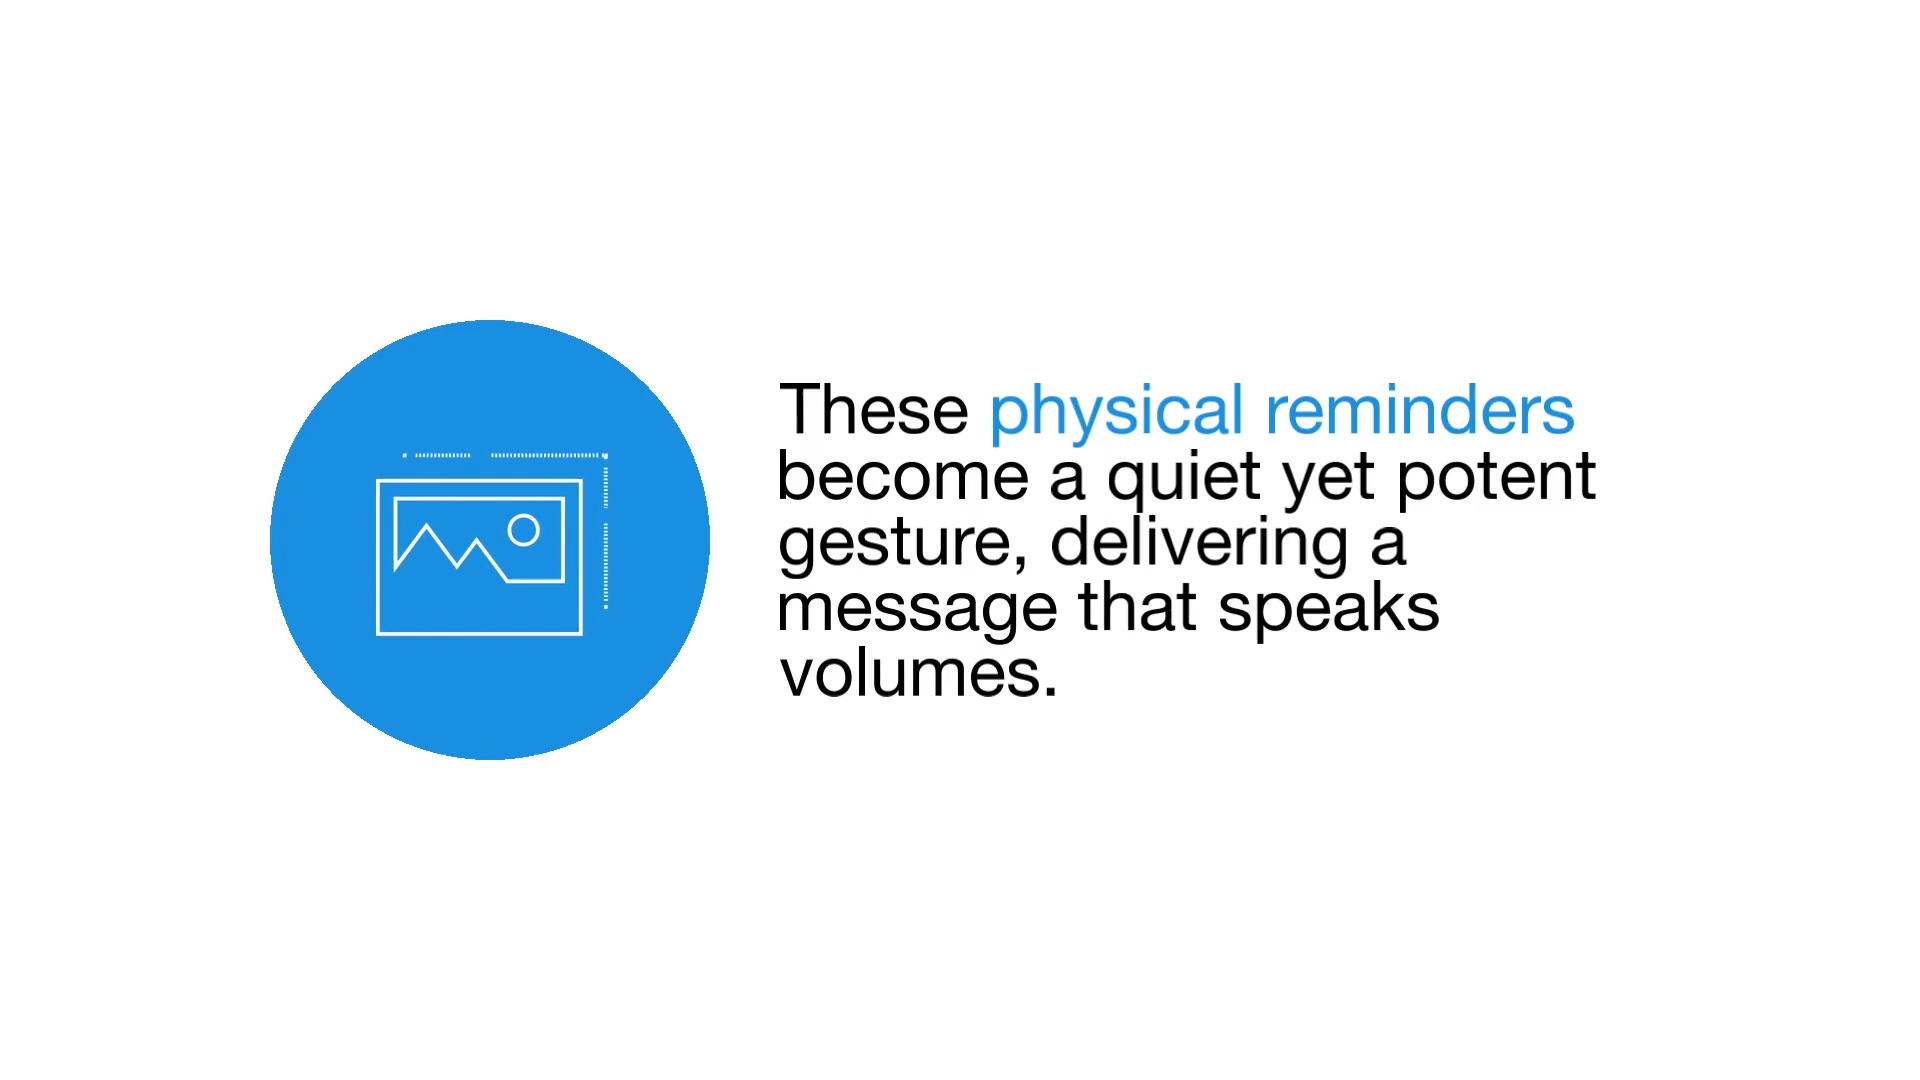 These physical reminders
become a quiet yet potent
gesture, delivering a
message that speaks
volumes.